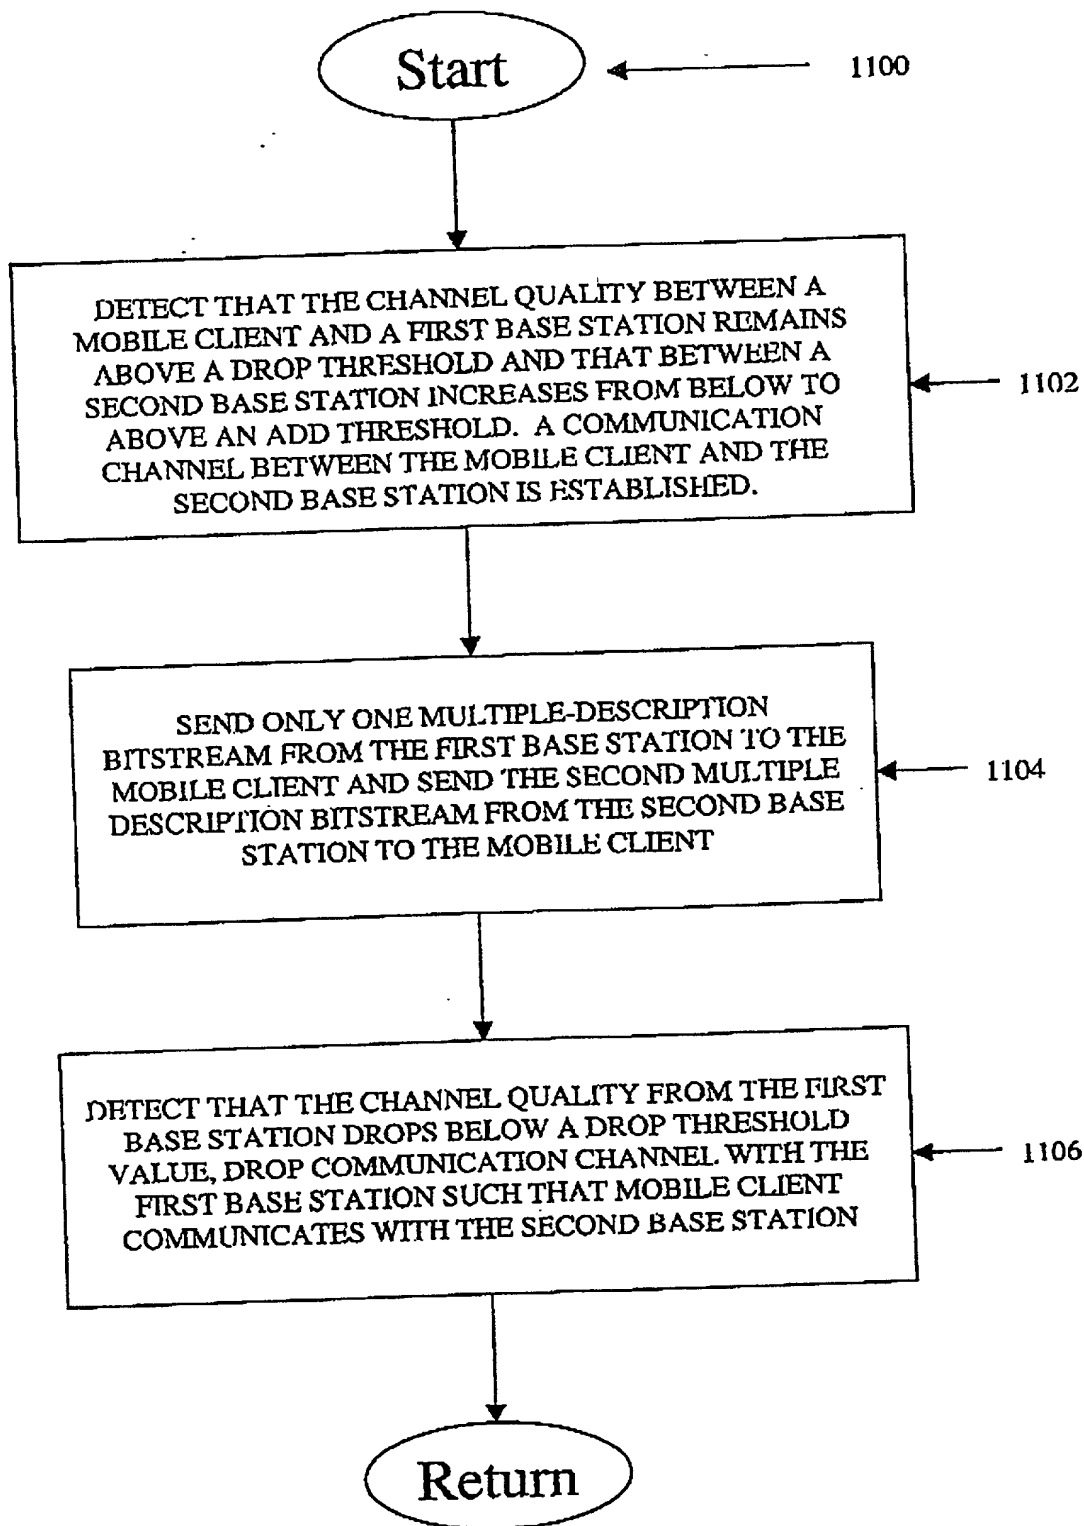 Start
1100
DETECT THAT THE CHANNEL QUALITY BETWEEN A
MOBILE CLIENT AND A FIRST BASE STATION REMAINS
ABOVE A DROP THRESHOLD AND THAT BETWEEN A
SECOND BASE STATION INCREASES FROM BELOW TO
ABOVE AN ADD THRESHOLD. A COMMUNICATION
CHANNEL BETWEEN THE MOBILE CLIENT AND THE
SECOND BASE STATION IS ESTABLISHED.
1102
SEND ONLY ONE MULTIPLE-DESCRIPTION
BITSTREAM FROM THE FIRST BASE STATION TO THE
MOBILE CLIENT AND SEND THE SECOND MULTIPLE
DESCRIPTION BITSTREAM FROM THE SECOND BASE
STATION TO THE MOBILE CLIENT
1104
DETECT THAT THE CHANNEL QUALITY FROM THE FIRST
BASE STATION DROPS BELOW A DROP THRESHOLD
VALUE, DROP COMMUNICATION CHANNEL WITH THE
FIRST BASE STATION SUCH THAT MOBILE CLIENT
COMMUNICATES WITH THE SECOND BASE STATION
1106
Return